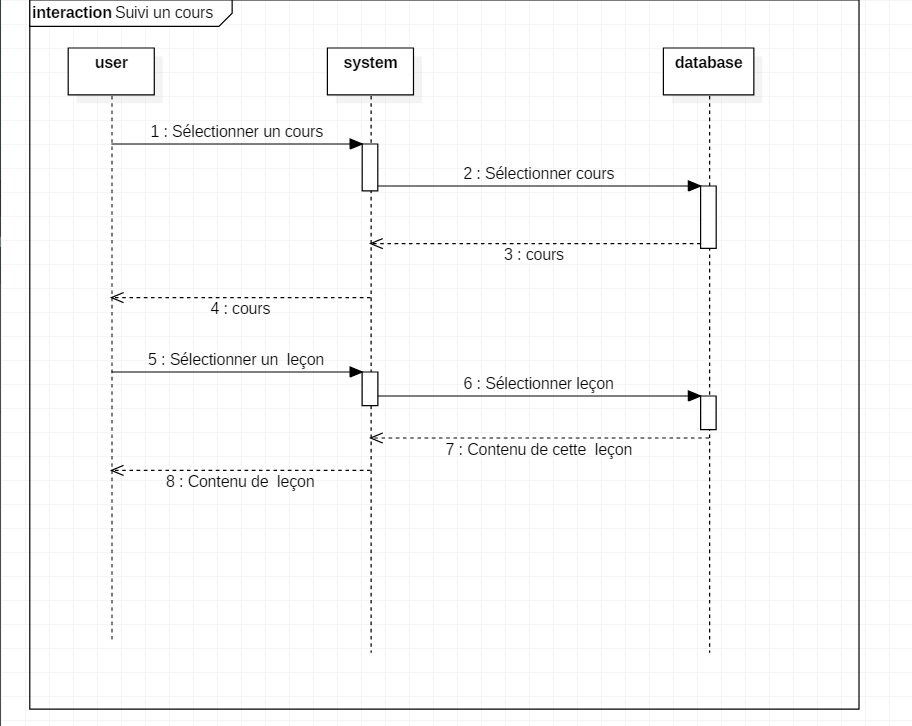 interaction Suivi un cours
user
system
database
1 : Sélectionner un cours
2 : Sélectionner cours
3 : cours
4 : cours
5 : Sélectionner un  leçon
6 : Sélectionner leçon
7 : Contenu de cette  leçon
8 : Contenu de  leçon